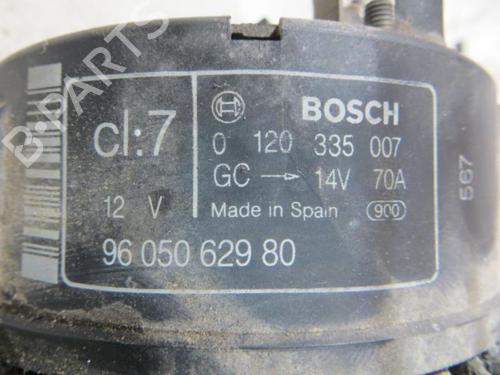 cl:7
12 V
BOSCH
0 120 335 007
GC → 14V 70A
Made in Spain 900
96 050 629 80
567
B-PARTS